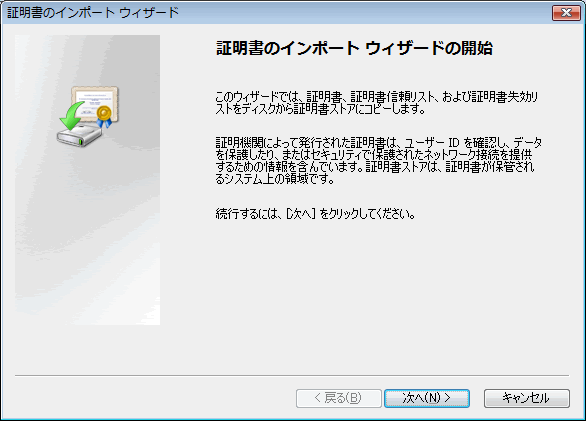 証明書のインポート ウィザード
証明書のインポート ウィザードの開始
このウィザードでは、証明書、証明書信頼リスト、および証明書失効リ
ストをディスクから証明書ストアにコピーします。
証明機関によって発行された証明書は、ユーザー ID を確認し、データ
を保護したり、またはセキュリティで保護されたネットワーク接続を提供
するための情報を含んでいます。証明書ストアは、証明書が保管され
るシステム上の領域です。
続行するには、[次へ] をクリックしてください。
< 戻る(B)
次へ(N) >
キャンセル